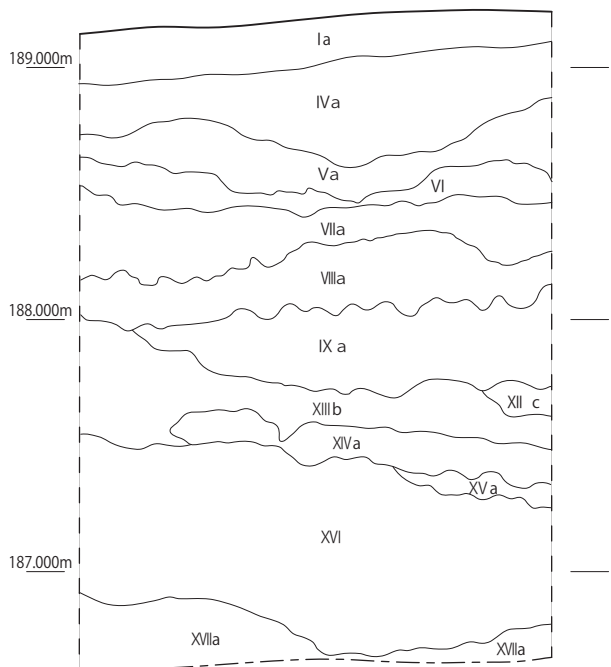 Ia
189.000m
IVa
Va
VI
VIIa
VIIIa
188.000m
IX a
XII c
XIIIb
XIVa
XVa
XVI
187.000m
XVIIa
XVIIa